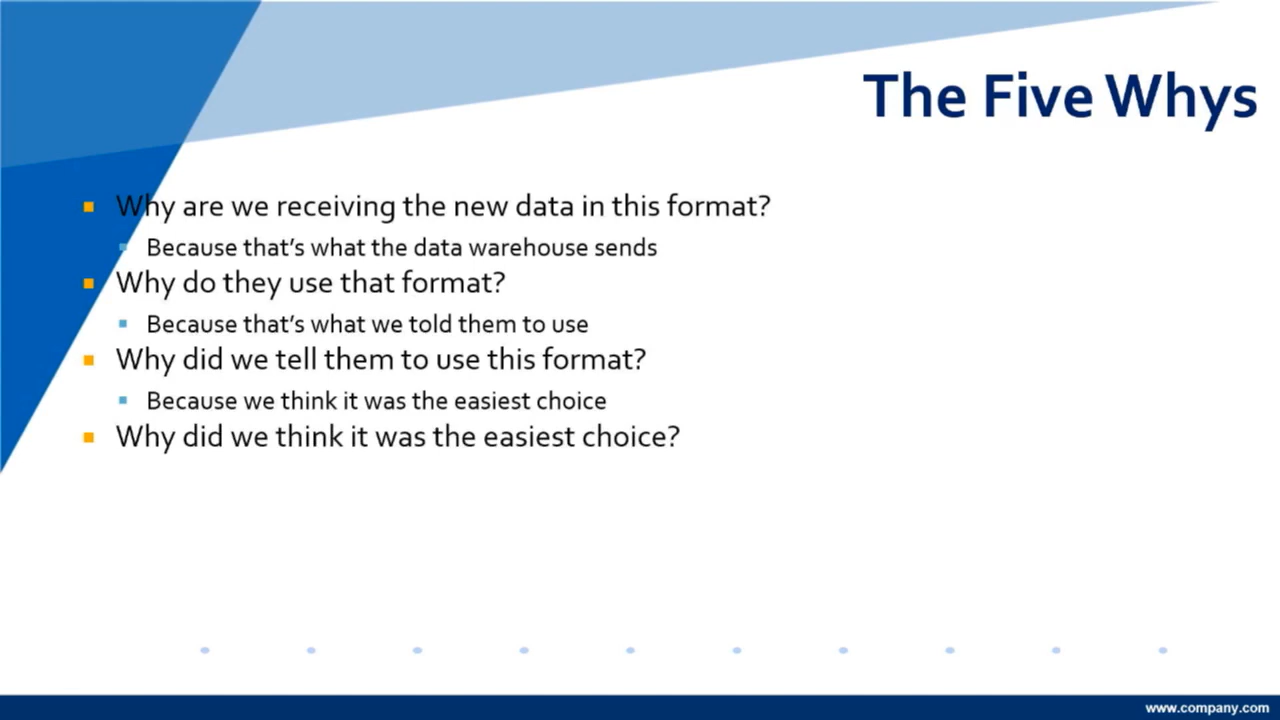 The Five Whys
Why are we receiving the new data in this format?
Because that’s what the data warehouse sends
Why do they use that format?
Because that’s what we told them to use
Why did we tell them to use this format?
Because we think it was the easiest choice
Why did we think it was the easiest choice?
www.company.com